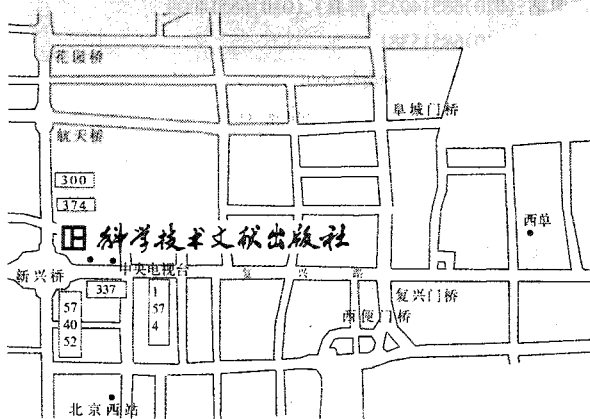 花园桥
阜城门桥
航天桥
300
374
西单
科学技术文献出版社
新兴桥
中央电视台
复兴路
337
57
40
52
1
57
4
复兴门桥
西便门桥
北京西站